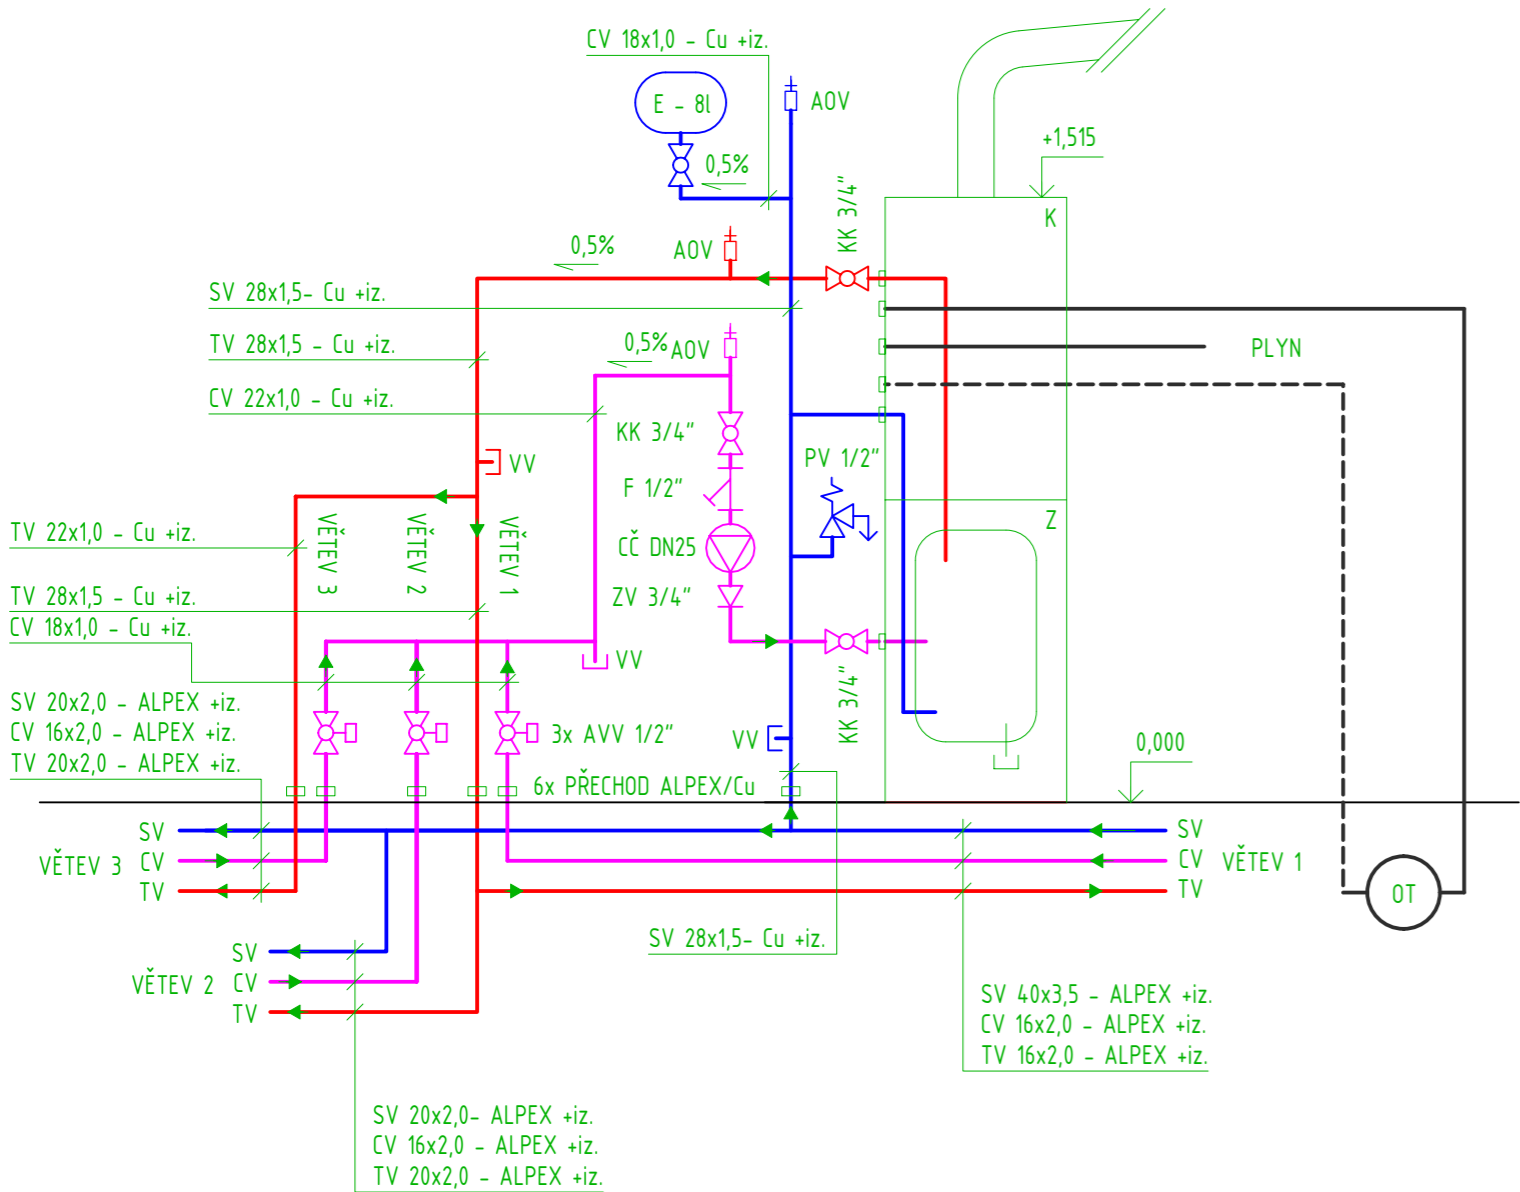 CV 18x1,0 - Cu +iz.
E - 8l
AOV
0,5%
+1,515
KK 3/4"
K
0,5%
AOV
SV 28x1,5- Cu +iz.
TV 28x1,5 - Cu +iz.
0,5%
AOV
PLYN
CV 22x1,0 - Cu +iz.
KK 3/4"
VV
PV 1/2"
F 1/2"
Z
TV 22x1,0 - Cu +iz.
VĚTEV 3
VĚTEV 2
VĚTEV 1
CČ DN25
TV 28x1,5 - Cu +iz.
ZV 3/4"
CV 18x1,0 - Cu +iz.
VV
KK 3/4"
SV 20x2,0 - ALPEX +iz.
CV 16x2,0 - ALPEX +iz.
TV 20x2,0 - ALPEX +iz.
3x AVV 1/2"
VV
0,000
6x PŘECHOD ALPEX/Cu
SV
VĚTEV 3 CV
TV
SV
CV VĚTEV 1
TV
OT
SV 28x1,5- Cu +iz.
SV
VĚTEV 2 CV
TV
SV 40x3,5 - ALPEX +iz.
CV 16x2,0 - ALPEX +iz.
TV 16x2,0 - ALPEX +iz.
SV 20x2,0- ALPEX +iz.
CV 16x2,0 - ALPEX +iz.
TV 20x2,0 - ALPEX +iz.